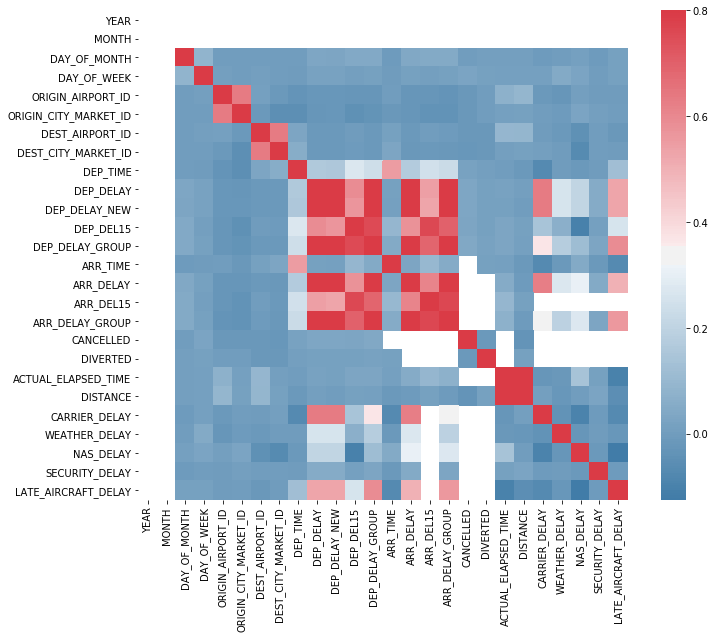 YEAR
MONTH
DAY_OF_MONTH
DAY_OF_WEEK
ORIGIN_AIRPORT_ID
ORIGIN_CITY_MARKET_ID
DEST_AIRPORT_ID
DEST_CITY_MARKET_ID
DEP_TIME
DEP_DELAY
DEP_DELAY_NEW
DEP_DEL15
DEP_DELAY_GROUP
ARR_TIME
ARR_DELAY
ARR_DEL15
ARR_DELAY_GROUP
CANCELLED
DIVERTED
ACTUAL_ELAPSED_TIME
DISTANCE
CARRIER_DELAY
WEATHER_DELAY
NAS_DELAY
SECURITY_DELAY
LATE_AIRCRAFT_DELAY
YEAR
MONTH
DAY_OF_MONTH
DAY_OF_WEEK
ORIGIN_AIRPORT_ID
ORIGIN_CITY_MARKET_ID
DEST_AIRPORT_ID
DEST_CITY_MARKET_ID
DEP_TIME
DEP_DELAY
DEP_DELAY_NEW
DEP_DEL15
DEP_DELAY_GROUP
ARR_TIME
ARR_DELAY
ARR_DEL15
ARR_DELAY_GROUP
CANCELLED
DIVERTED
ACTUAL_ELAPSED_TIME
DISTANCE
CARRIER_DELAY
WEATHER_DELAY
NAS_DELAY
SECURITY_DELAY
LATE_AIRCRAFT_DELAY
0.8
0.6
0.4
0.2
0.0